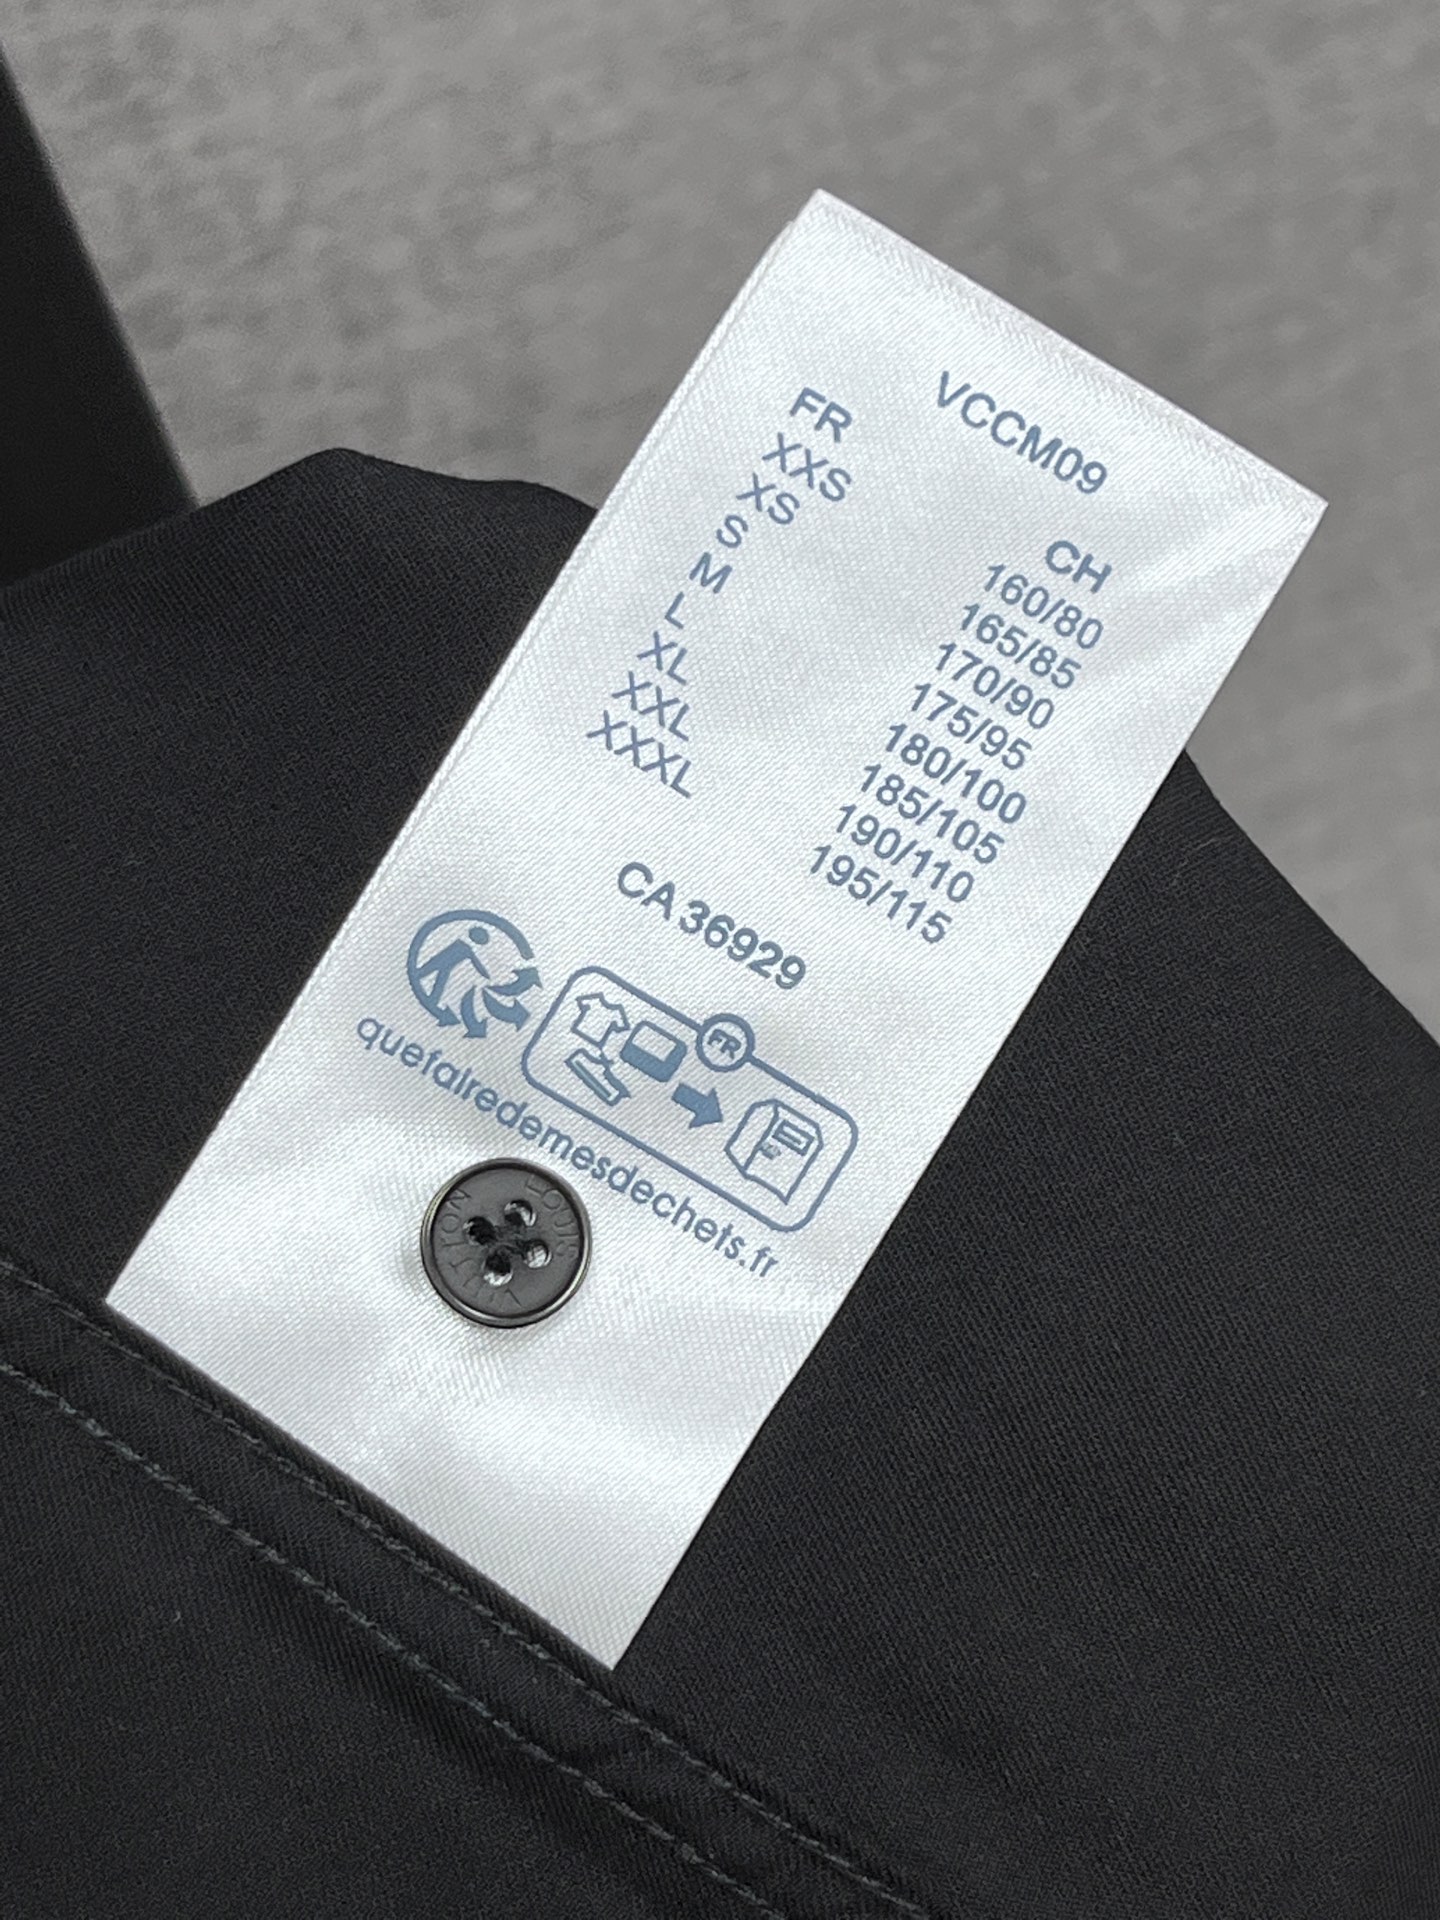 VCCM09
FR CH
XXS 160/80
XS 165/85
S 170/90
M 175/95
L 180/100
XL 185/105
XXL 190/110
XXXL 195/115
CA 36929
FR
quefairedemesdechets.fr
LOUIS VUITTON